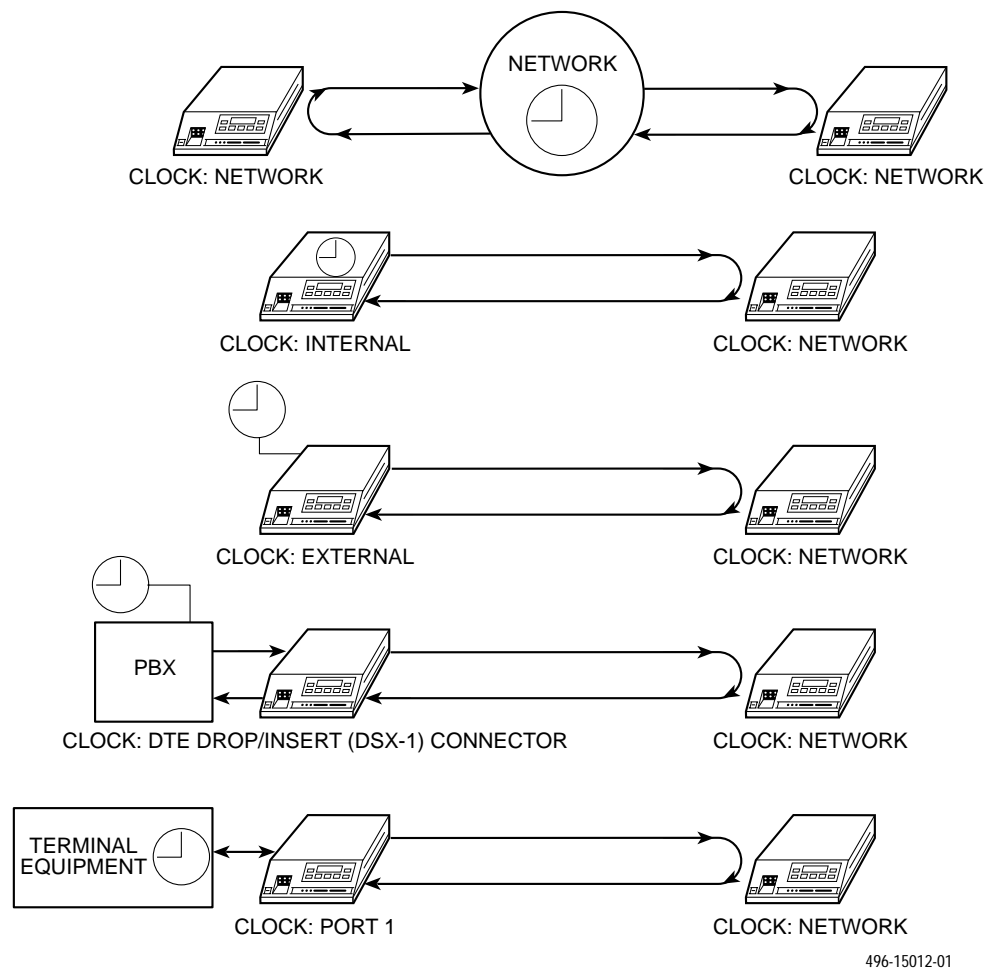 NETWORK
CLOCK: NETWORK
CLOCK: NETWORK
CLOCK: INTERNAL
CLOCK: NETWORK
CLOCK: EXTERNAL
CLOCK: NETWORK
PBX
CLOCK: DTE DROP/INSERT (DSX-1) CONNECTOR
CLOCK: NETWORK
TERMINAL
EQUIPMENT
CLOCK: PORT 1
CLOCK: NETWORK
496-15012-01